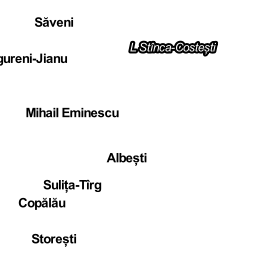 Săveni
L.Stînca-Costești
gureni-Jianu
Mihail Eminescu
Albești
Sulița-Tîrg
Copălău
Storești